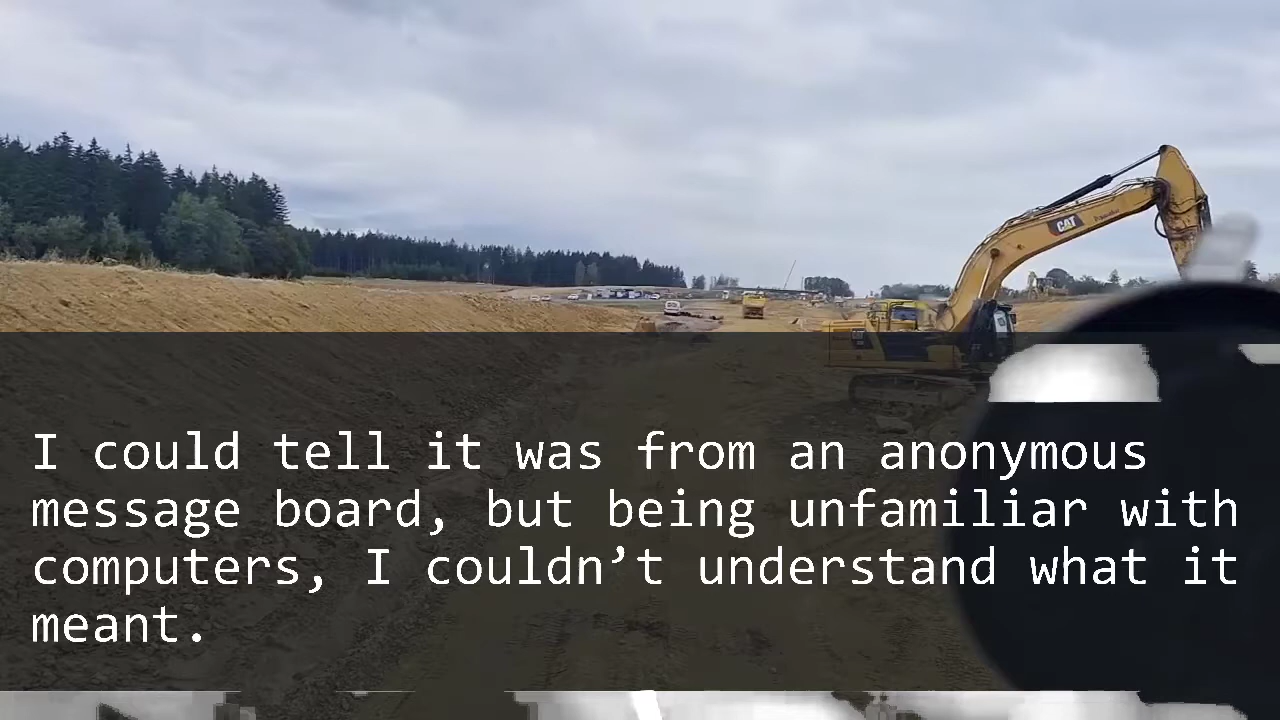 CAT
I could tell it was from an anonymous
message board, but being unfamiliar with
computers, I couldn’t understand what it
meant.